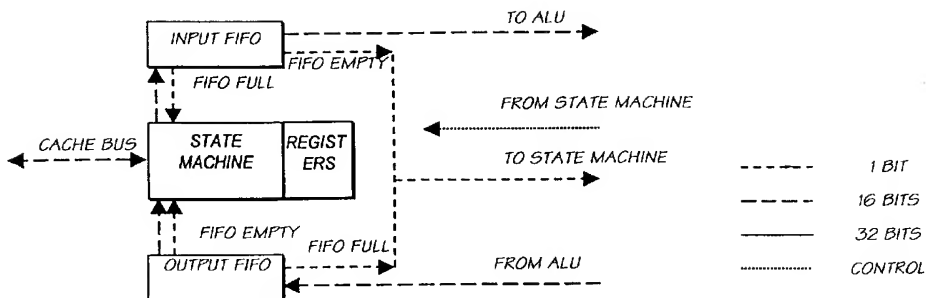 TO ALU
INPUT FIFO
FIFO EMPTY
FIFO FULL
FROM STATE MACHINE
CACHE BUS
STATE
MACHINE
REGIST
ERS
TO STATE MACHINE
1 BIT
16 BITS
FIFO EMPTY
32 BITS
FIFO FULL
OUTPUT FIFO
FROM ALU
CONTROL